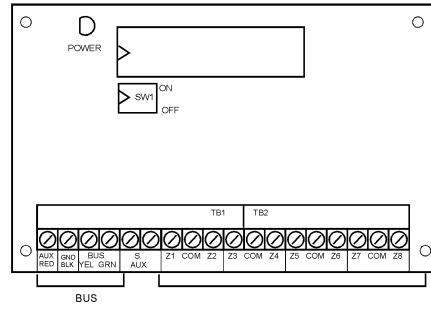 POWER
ON
SW1
OFF
TB1 TB2
AUX GND BUS S. Z1 COM Z2 Z3 COM Z4 Z5 COM Z6 Z7 COM Z8
RED BLK YEL GRN AUX
BUS